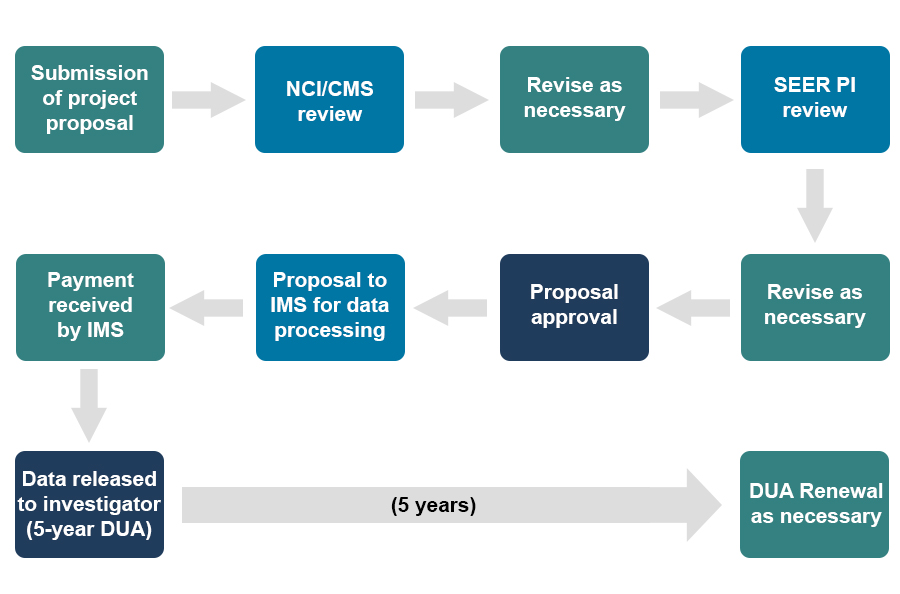 Submission
of project
proposal
NCI/CMS
review
Revise as
necessary
SEER PI
review
Revise as
necessary
Proposal
approval
Proposal to
IMS for data
processing
Payment
received
by IMS
Data released
to investigator
(5-year DUA)
(5 years)
DUA Renewal
as necessary